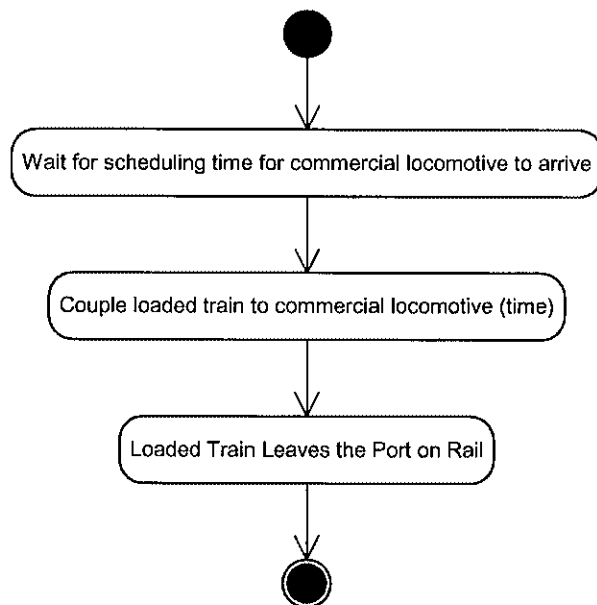 Wait for scheduling time for commercial locomotive to arrive
Couple loaded train to commercial locomotive (time)
Loaded Train Leaves the Port on Rail